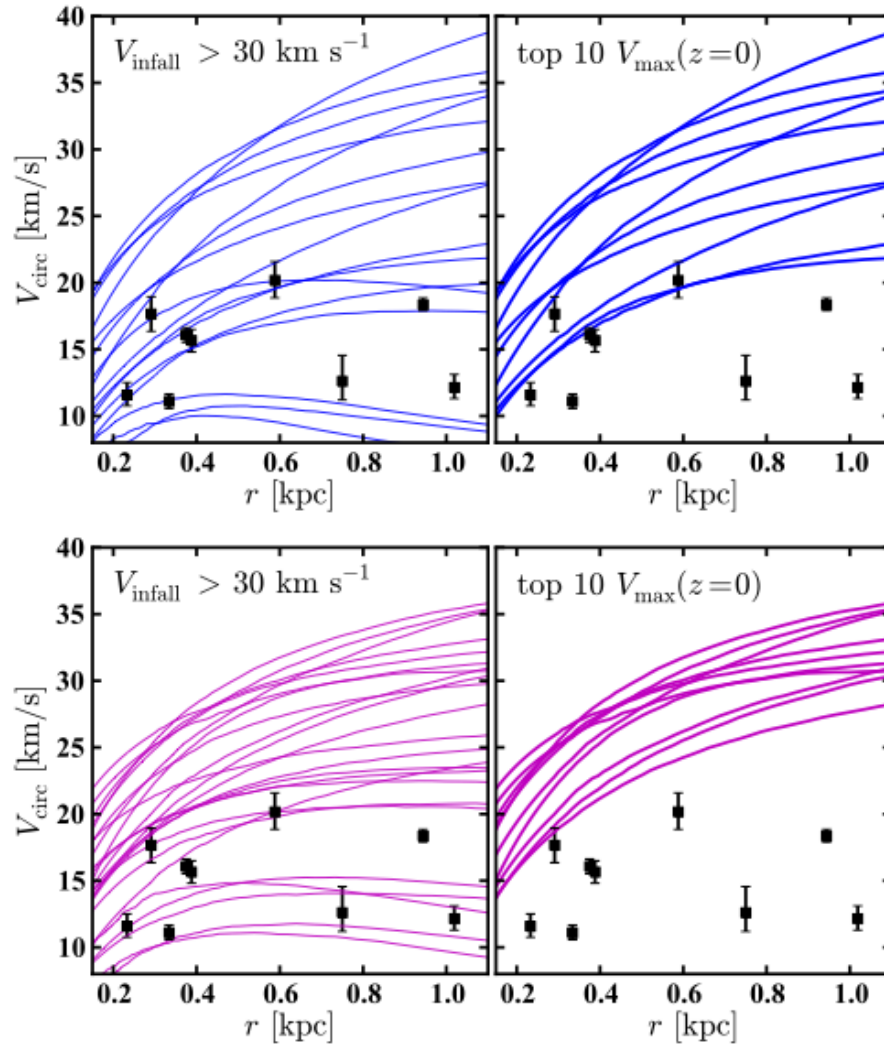 V_infall > 30 km s⁻¹
top 10 V_max(z=0)
V_circ [km/s]
40
35
30
25
20
15
10
0.2 0.4 0.6 0.8 1.0
0.2 0.4 0.6 0.8 1.0
r [kpc]
r [kpc]
V_infall > 30 km s⁻¹
top 10 V_max(z=0)
V_circ [km/s]
40
35
30
25
20
15
10
0.2 0.4 0.6 0.8 1.0
0.2 0.4 0.6 0.8 1.0
r [kpc]
r [kpc]